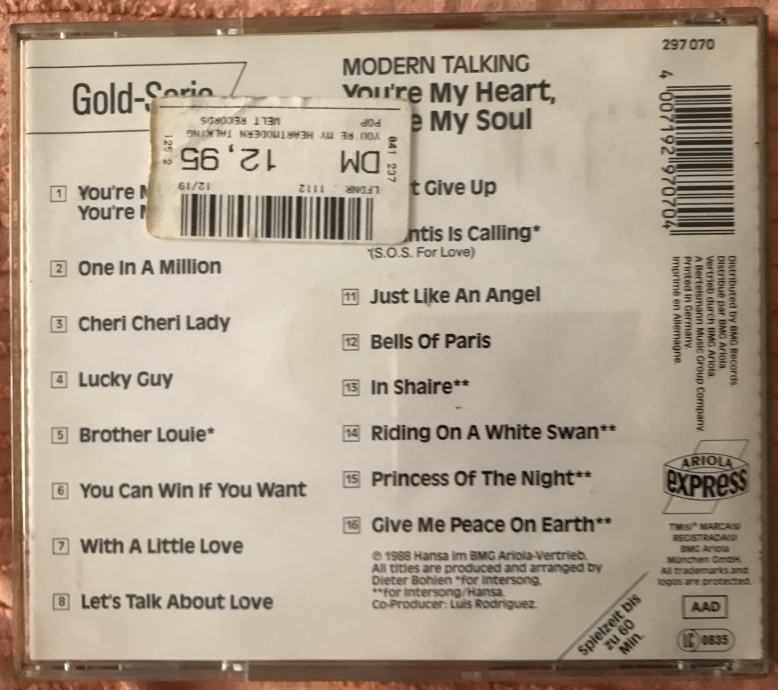 297 070
MODERN TALKING
You're My Heart,
My Soul
4 007192 970704
Gold-Serie
POP WELT RECORDS
YOU RE MY HEARTMODERN TALKING
DM 12,95
041 237
125 2
LFDNR . 1112 12/19
1 You're
You're
2 One In A Million
3 Cheri Cheri Lady
4 Lucky Guy
5 Brother Louie*
6 You Can Win If You Want
7 With A Little Love
8 Let's Talk About Love
Give Up
Is Calling*
(S.O.S. For Love)
11 Just Like An Angel
12 Bells Of Paris
13 In Shaire**
14 Riding On A White Swan**
15 Princess Of The Night**
16 Give Me Peace On Earth**
℗ 1988 Hansa im BMG Ariola-Vertrieb.
All titles are produced and arranged by
Dieter Bohlen *for Intersong,
**for Intersong/Hansa.
Co-Producer: Luis Rodriguez.
Spielzeit bis
zu 60
Min.
Distributed by BMG Records.
Distribué par BMG Ariola.
Vertrieb durch BMG Ariola.
A Bertelsmann Music Group Company.
Printed in Germany.
Imprimé en Allemagne.
ARIOLA
express
TM(S)® MARCA(S)
REGISTRADA(S)
BMG Ariola
München GmbH.
All trademarks and
logos are protected.
AAD
LC 0835